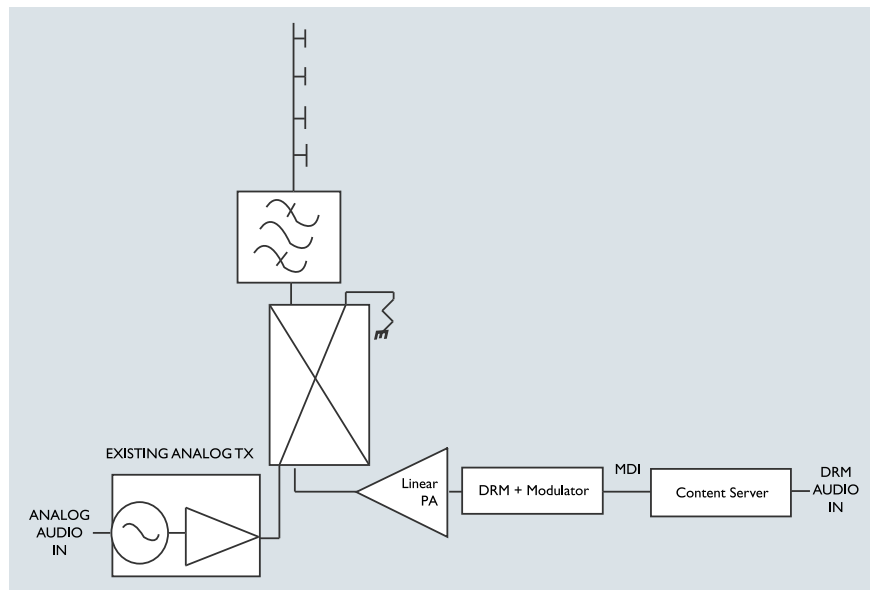 EXISTING ANALOG TX
ANALOG
AUDIO
IN
Linear
PA
DRM + Modulator
MDI
Content Server
DRM
AUDIO
IN